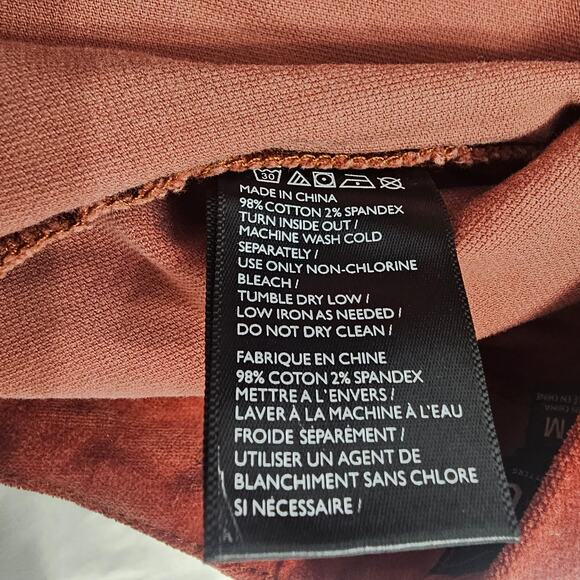 30
MADE IN CHINA
98% COTTON 2% SPANDEX
TURN INSIDE OUT /
MACHINE WASH COLD
SEPARATELY /
USE ONLY NON-CHLORINE
BLEACH /
TUMBLE DRY LOW /
LOW IRON AS NEEDED /
DO NOT DRY CLEAN /
FABRIQUE EN CHINE
98% COTTON 2% SPANDEX
METTRE A L'ENVERS /
LAVER À LA MACHINE À L'EAU
FROIDE SÉPARÉMENT /
UTILISER UN AGENT DE
BLANCHIMENT SANS CHLORE
SI NÉCESSAIRE /
M